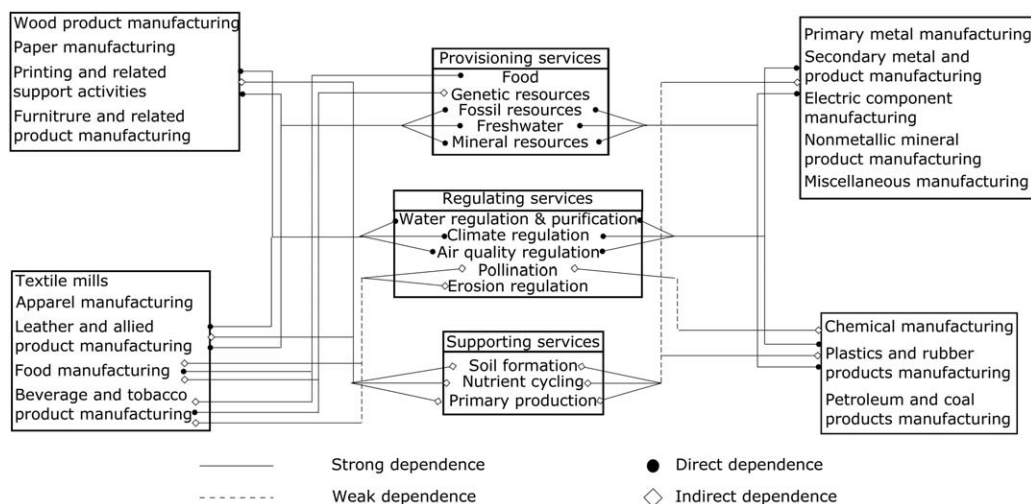 Wood product manufacturing
Paper manufacturing
Printing and related
support activities
Furnitrure and related
product manufacturing
Provisioning services
Food
Genetic resources
Fossil resources
Freshwater
Mineral resources
Primary metal manufacturing
Secondary metal and
product manufacturing
Electric component
manufacturing
Nonmetallic mineral
product manufacturing
Miscellaneous manufacturing
Regulating services
Water regulation & purification
Climate regulation
Air quality regulation
Pollination
Erosion regulation
Textile mills
Apparel manufacturing
Leather and allied
product manufacturing
Food manufacturing
Beverage and tobacco
product manufacturing
Supporting services
Soil formation
Nutrient cycling
Primary production
Chemical manufacturing
Plastics and rubber
products manufacturing
Petroleum and coal
products manufacturing
Strong dependence
Direct dependence
Weak dependence
Indirect dependence